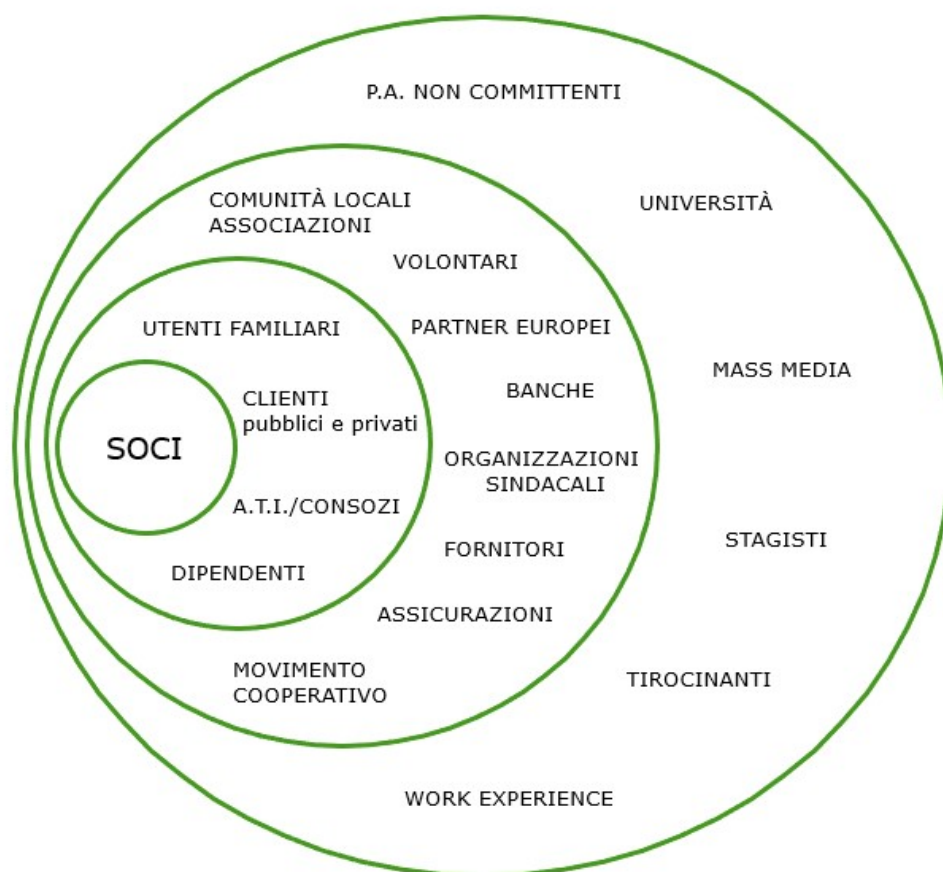 P.A. NON COMMITTENTI
UNIVERSITÀ
MASS MEDIA
STAGISTI
TIROCINANTI
WORK EXPERIENCE
COMUNITÀ LOCALI
ASSOCIAZIONI
VOLONTARI
PARTNER EUROPEI
BANCHE
ORGANIZZAZIONI
SINDACALI
FORNITORI
ASSICURAZIONI
MOVIMENTO
COOPERATIVO
UTENTI FAMILIARI
CLIENTI
pubblici e privati
A.T.I./CONSOZI
DIPENDENTI
SOCI